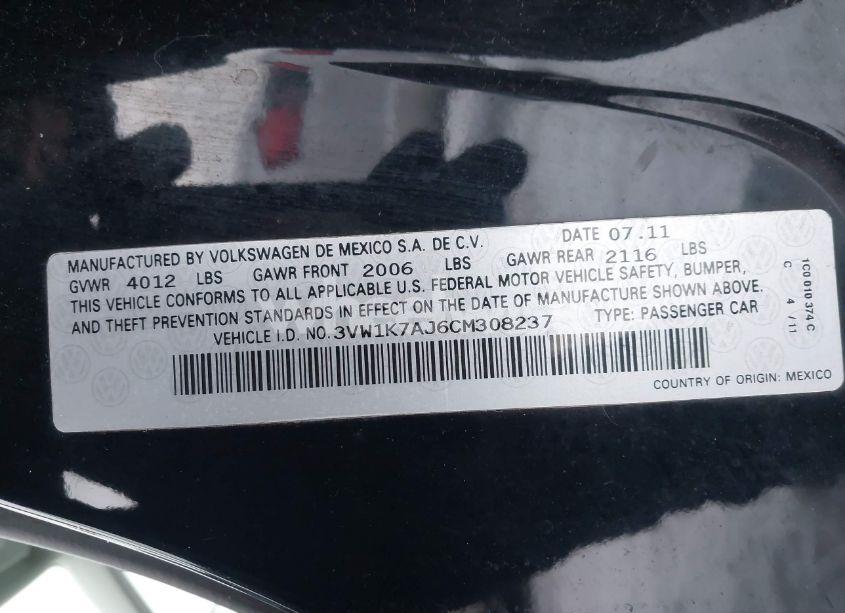 MANUFACTURED BY VOLKSWAGEN DE MEXICO S.A. DE C.V. DATE 07.11
GVWR 4012 LBS GAWR FRONT 2006 LBS GAWR REAR 2116 LBS
THIS VEHICLE CONFORMS TO ALL APPLICABLE U.S. FEDERAL MOTOR VEHICLE SAFETY, BUMPER,
AND THEFT PREVENTION STANDARDS IN EFFECT ON THE DATE OF MANUFACTURE SHOWN ABOVE.
VEHICLE I.D. NO. 3VW1K7AJ6CM308237 TYPE: PASSENGER CAR
COUNTRY OF ORIGIN: MEXICO
1C0 010 374 C
C 4/11